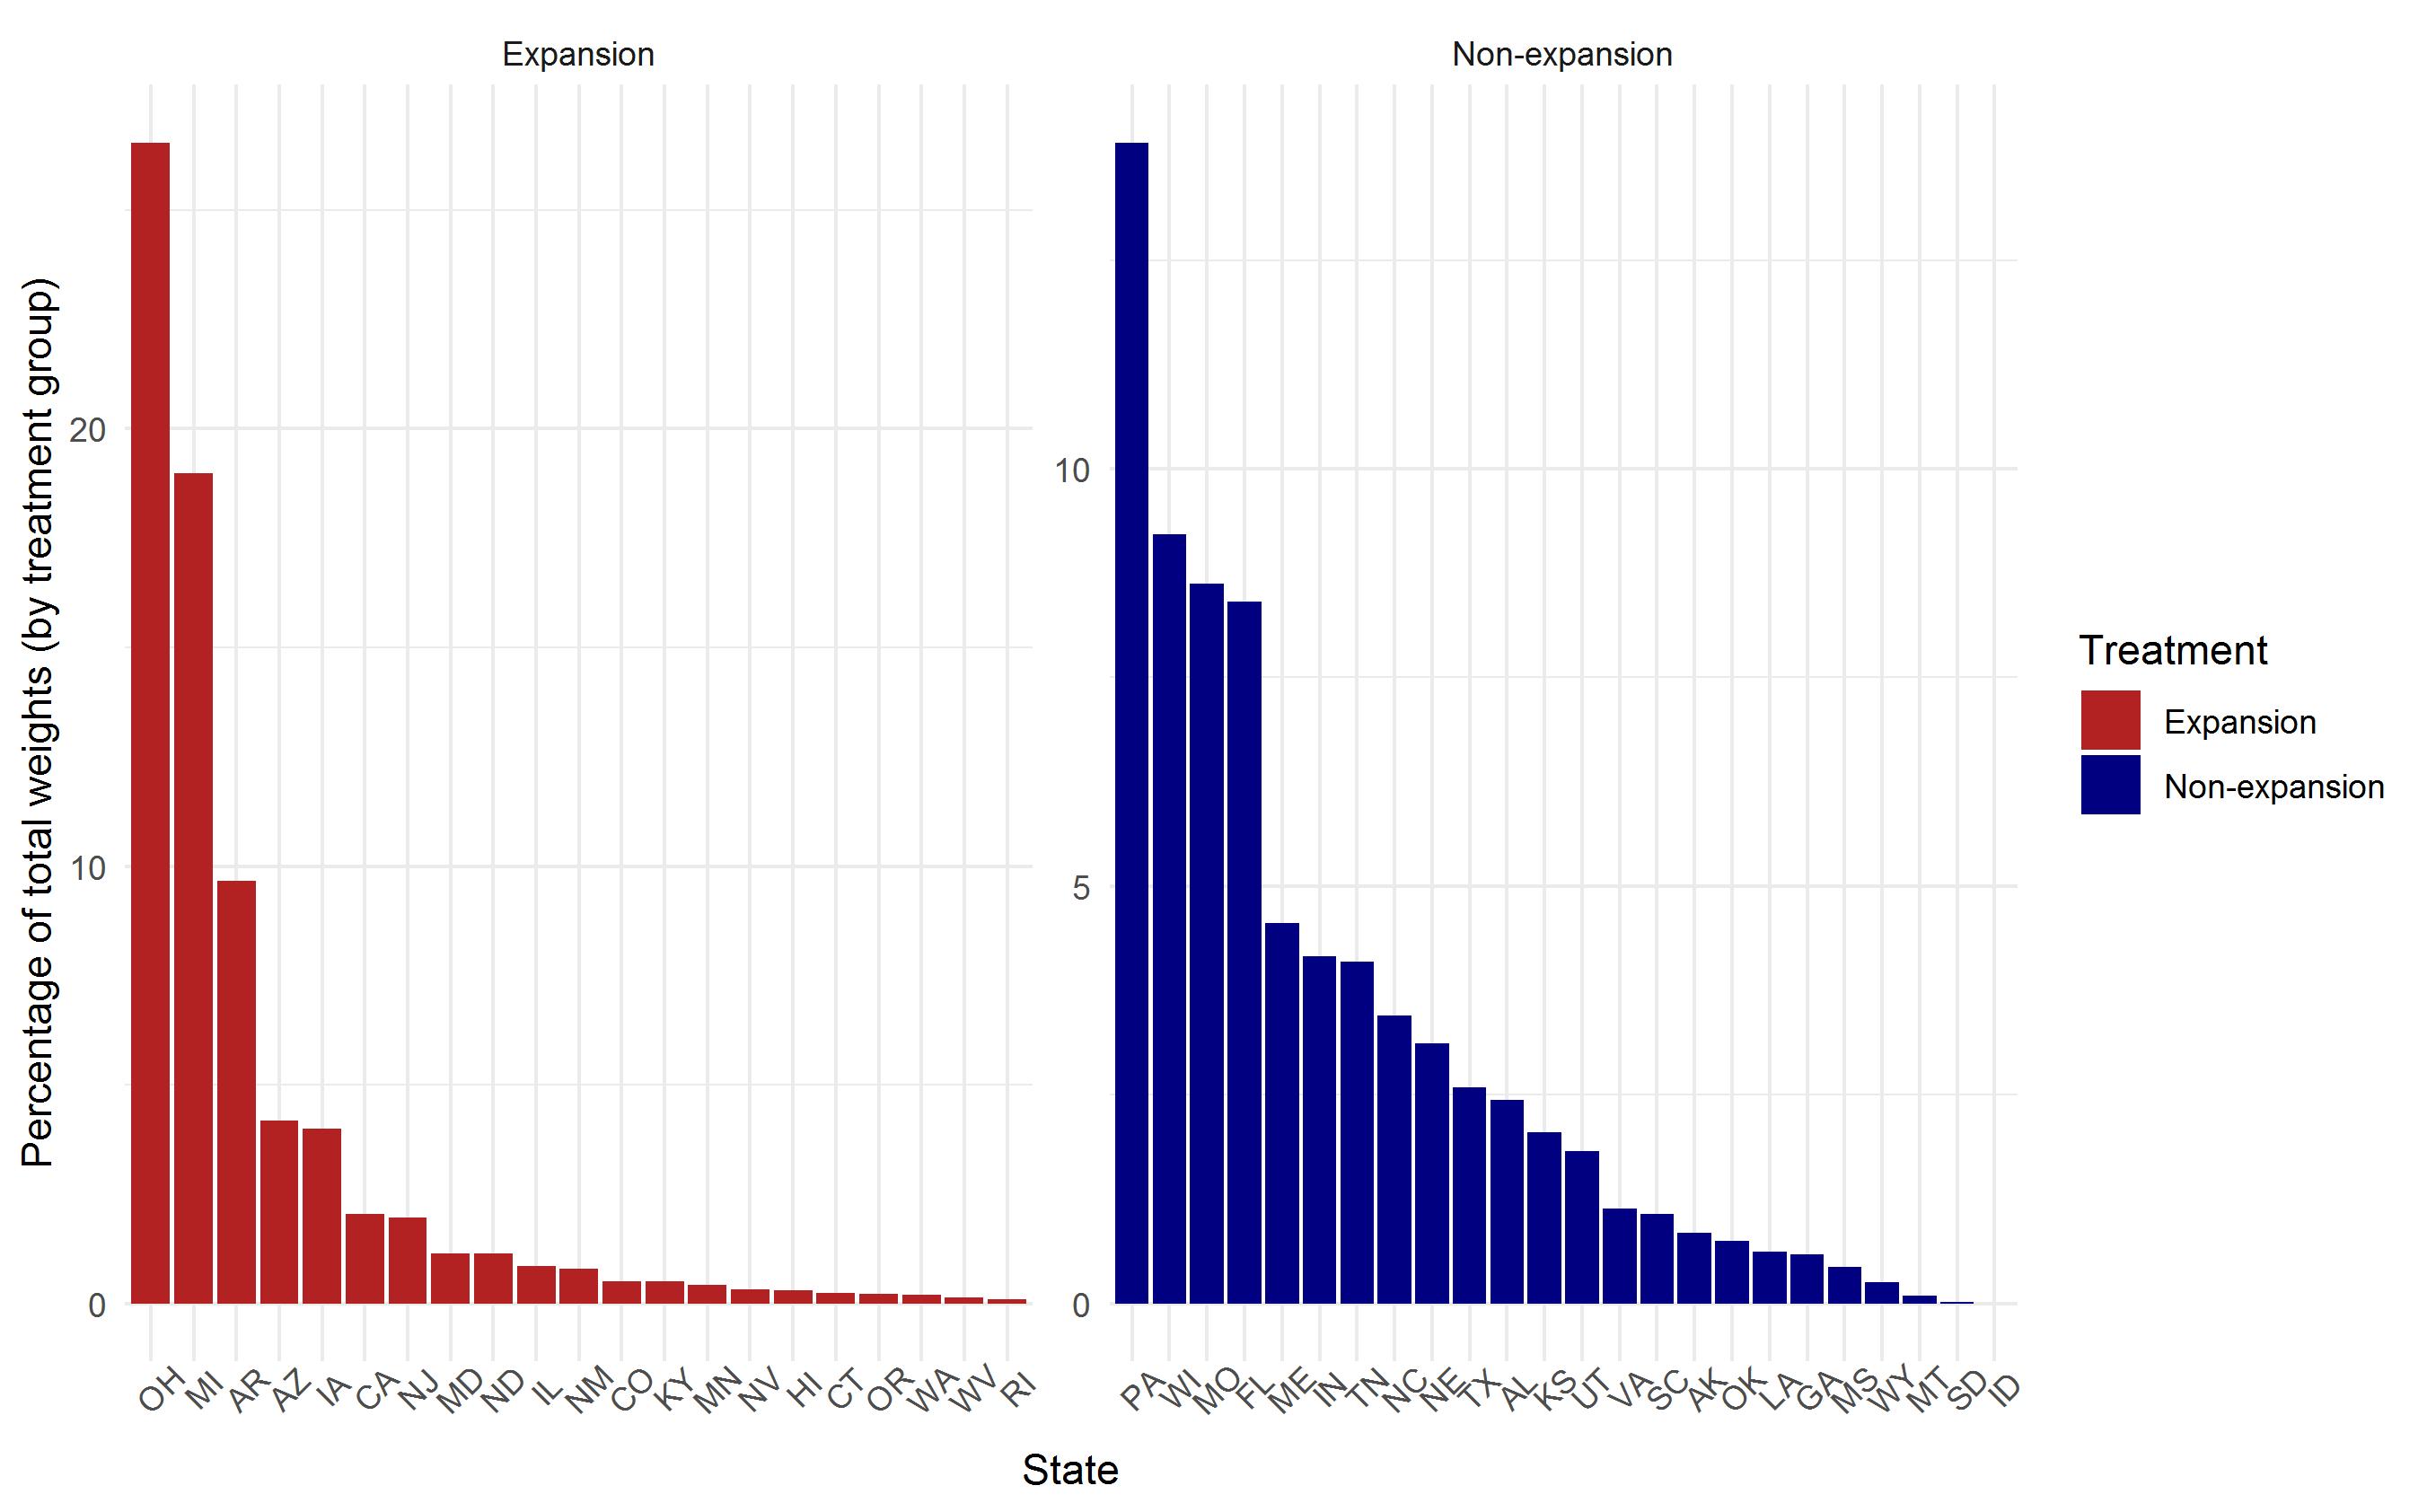 Expansion
Non-expansion
Percentage of total weights (by treatment group)
20
10
0
10
5
0
OH MI AR AZ IA CA NJ MD ND IL NM CO KY MN NV HI CT OR WA WV RI
PA WI MO FL ME IN TN NC NE TX AL KS UT VA SC AK OK LA GA MS WY MT SD ID
State
Treatment
Expansion
Non-expansion